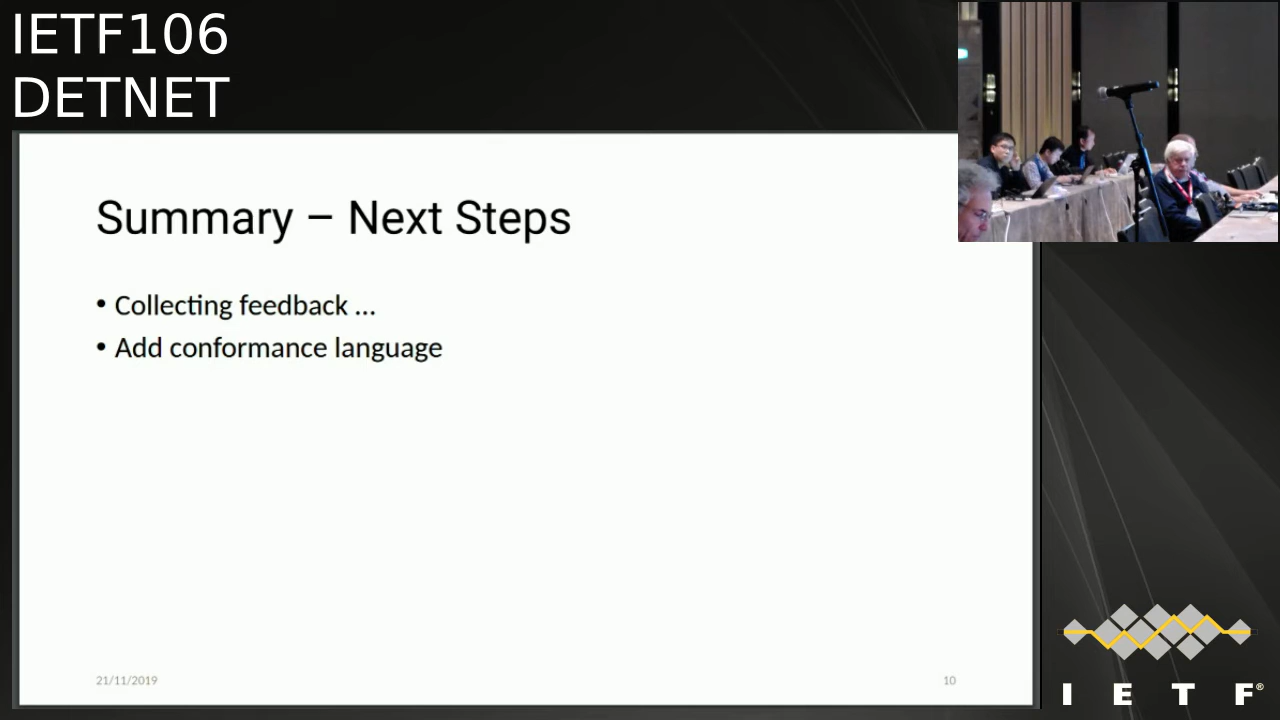 IETF106
DETNET
Summary – Next Steps
• Collecting feedback ...
• Add conformance language
21/11/2019
10
I E T F®